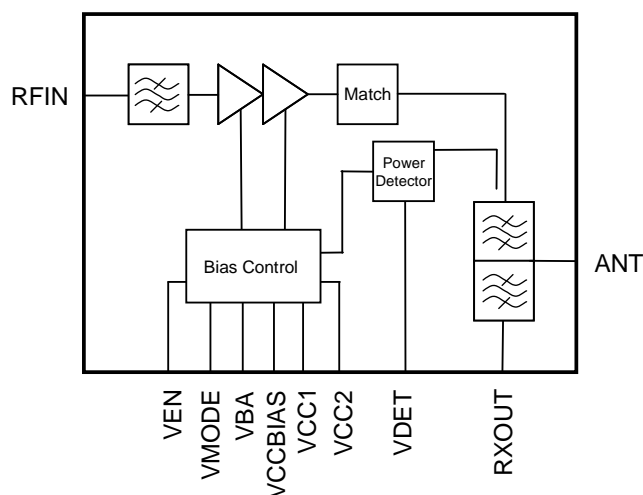 RFIN
Match
Power
Detector
Bias Control
ANT
VEN
VMODE
VBA
VCCBIAS
VCC1
VCC2
VDET
RXOUT